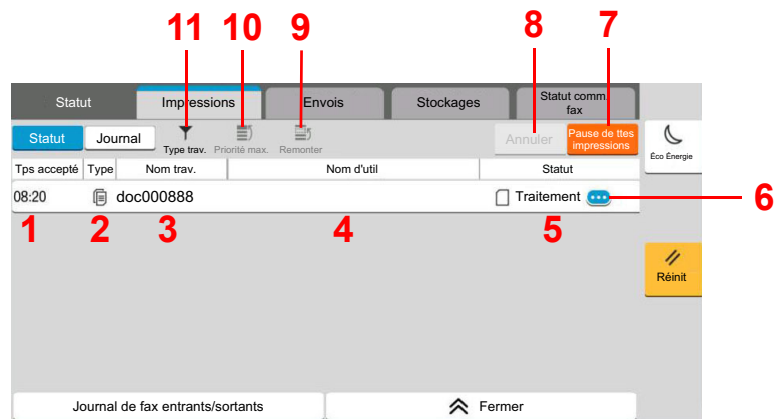 11 10 9 8 7
Statut Impressions Envois Stockages Statut comm. fax
Statut Journal Type trav. Priorité max. Remonter Annuler Pause de ttes impressions
Éco Énergie
Tps accepté Type Nom trav. Nom d'util Statut
08:20 doc000888 Traitement 6
1 2 3 4 5
Réinit
Journal de fax entrants/sortants Fermer